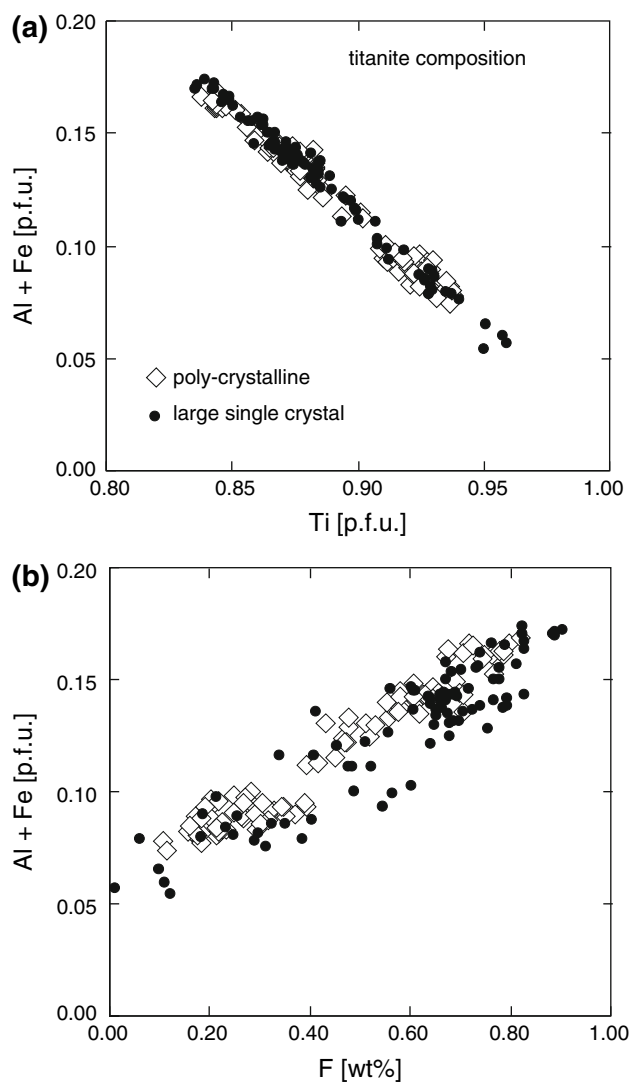 (a)
0.20
titanite composition
0.15
Al + Fe [p.f.u.]
0.10
0.05
poly-crystalline
large single crystal
0.00
0.80 0.85 0.90 0.95 1.00
Ti [p.f.u.]
(b)
0.20
0.15
Al + Fe [p.f.u.]
0.10
0.05
0.00
0.00 0.20 0.40 0.60 0.80 1.00
F [wt%]